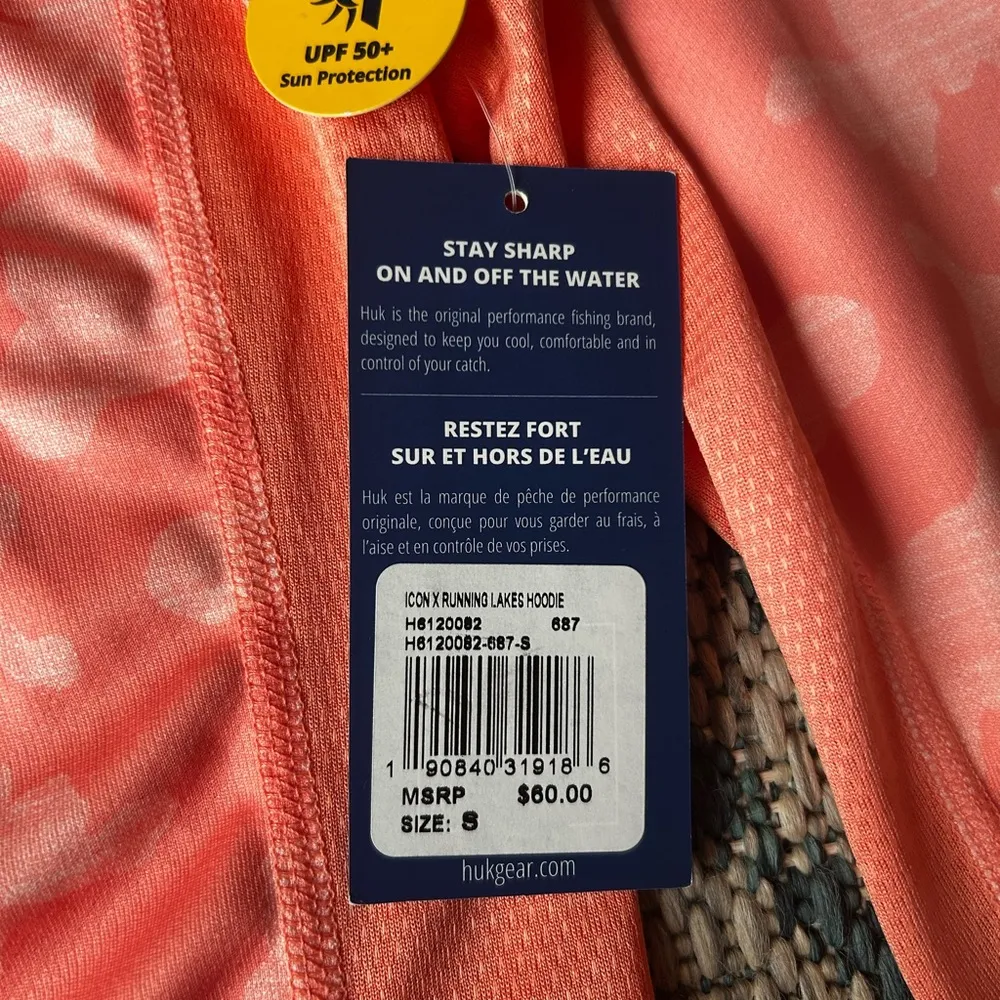 UPF 50+
Sun Protection
STAY SHARP
ON AND OFF THE WATER
Huk is the original performance fishing brand,
designed to keep you cool, comfortable and in
control of your catch.
RESTEZ FORT
SUR ET HORS DE L'EAU
Huk est la marque de pêche de performance
originale, conçue pour vous garder au frais, à
l'aise et en contrôle de vos prises.
ICON X RUNNING LAKES HOODIE
H6120082 687
H6120082-687-S
1 90840 31918 6
MSRP $60.00
SIZE: S
hukgear.com